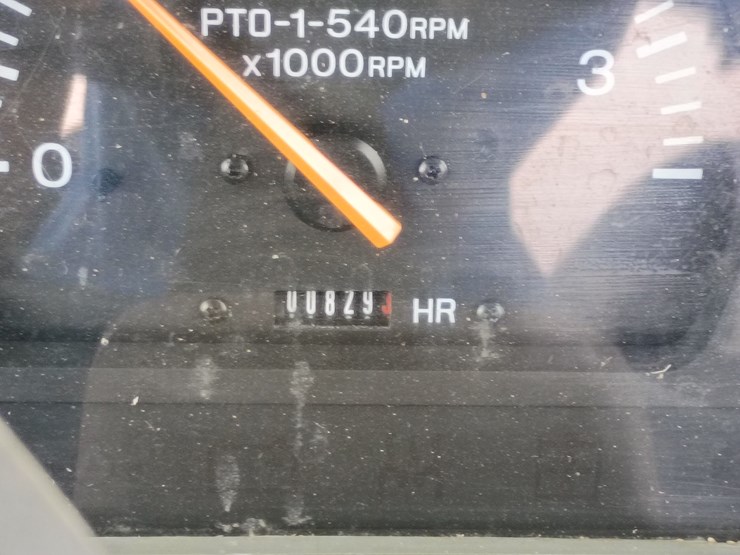 PTO-1-540RPM
x1000RPM
0
3
00829 HR